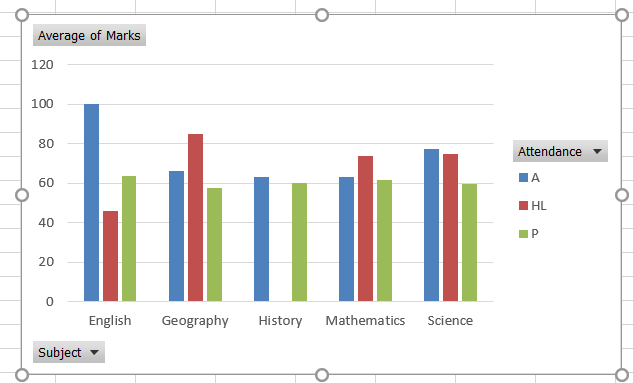 Average of Marks
120
100
80
60
40
20
0
English Geography History Mathematics Science
Attendance
A
HL
P
Subject